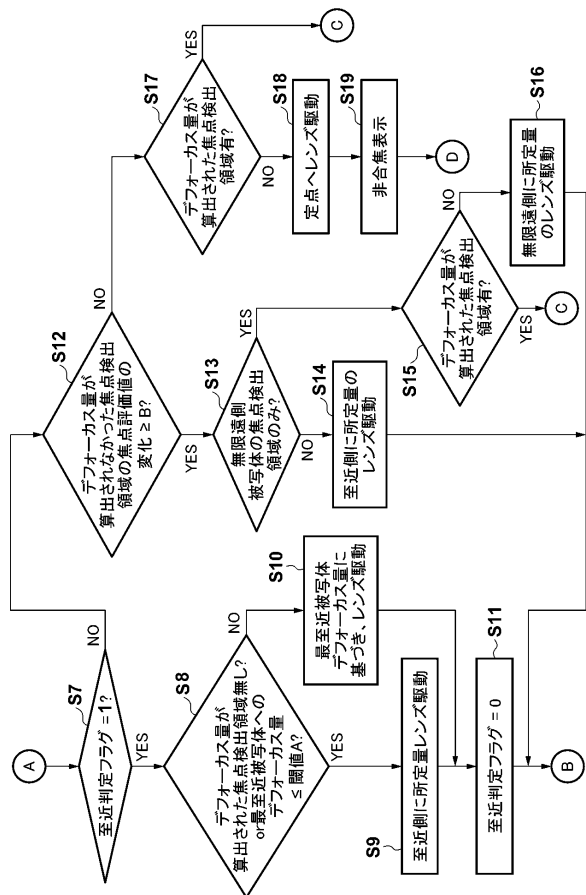 A
S7
至近判定フラグ=1?
NO
YES
S8
デフォーカス量が
算出された焦点検出領域無し?
or最至近被写体への
デフォーカス量
≤ 閾値A?
NO
YES
S9
至近側に所定量レンズ駆動
S10
最至近被写体
デフォーカス量に
基づき、レンズ駆動
S11
至近判定フラグ = 0
B
S12
デフォーカス量が
算出されなかった焦点検出
領域の焦点評価値の
変化 ≥ B?
NO
YES
S13
無限遠側
被写体の焦点検出
領域のみ?
YES
NO
S14
至近側に所定量の
レンズ駆動
S15
デフォーカス量が
算出された焦点検出
領域有?
NO
YES
C
S16
無限遠側に所定量
のレンズ駆動
S17
デフォーカス量が
算出された焦点検出
領域有?
YES
C
NO
S18
定点へレンズ駆動
S19
非合焦表示
D